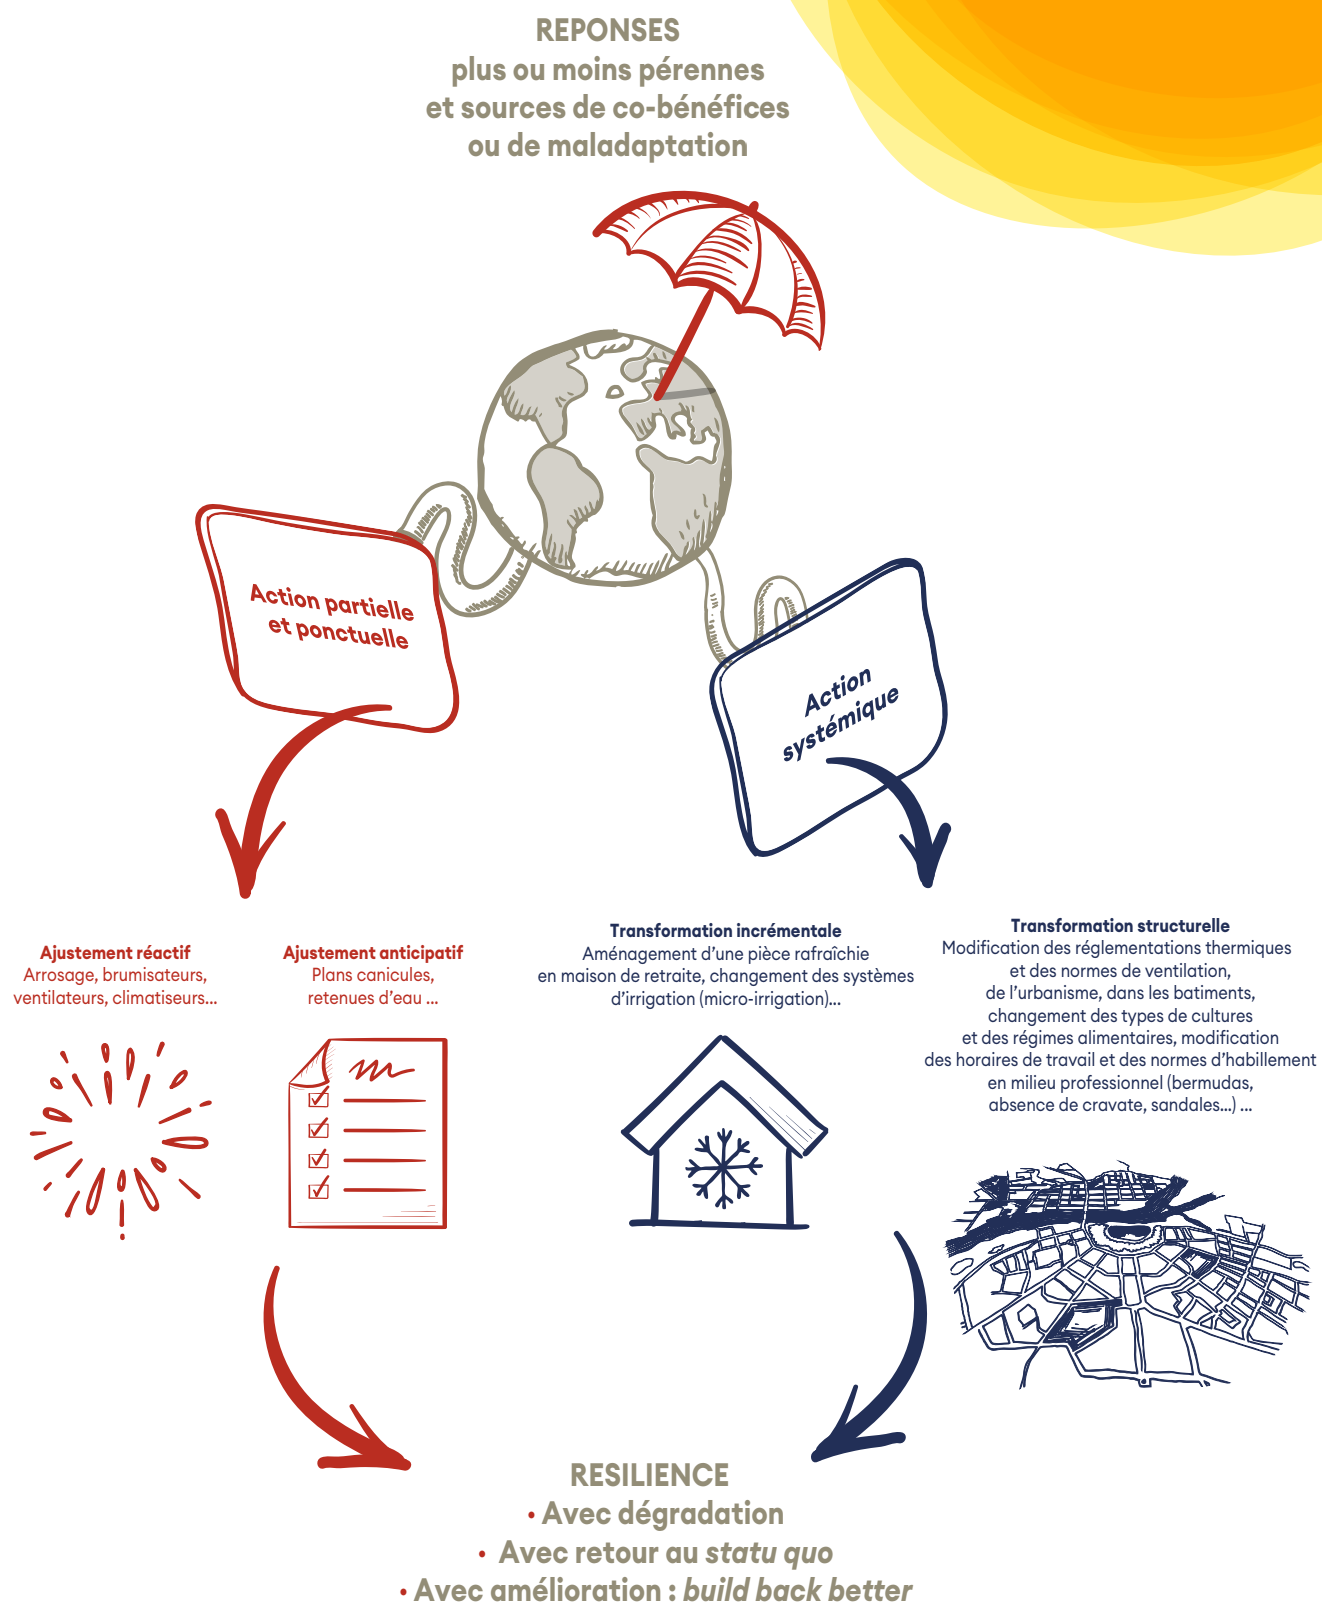 REPONSES
plus ou moins pérennes
et sources de co-bénéfices
ou de maladaptation
Action partielle
et ponctuelle
Action
systémique
Ajustement réactif
Arrosage, brumisateurs,
ventilateurs, climatiseurs...
Ajustement anticipatif
Plans canicules,
retenues d'eau ...
Transformation incrémentale
Aménagement d'une pièce rafraîchie
en maison de retraite, changement des systèmes
d'irrigation (micro-irrigation)...
Transformation structurelle
Modification des réglementations thermiques
et des normes de ventilation,
de l'urbanisme, dans les batiments,
changement des types de cultures
et des régimes alimentaires, modification
des horaires de travail et des normes d'habillement
en milieu professionnel (bermudas,
absence de cravate, sandales...) ...
RESILIENCE
• Avec dégradation
• Avec retour au statu quo
• Avec amélioration : build back better